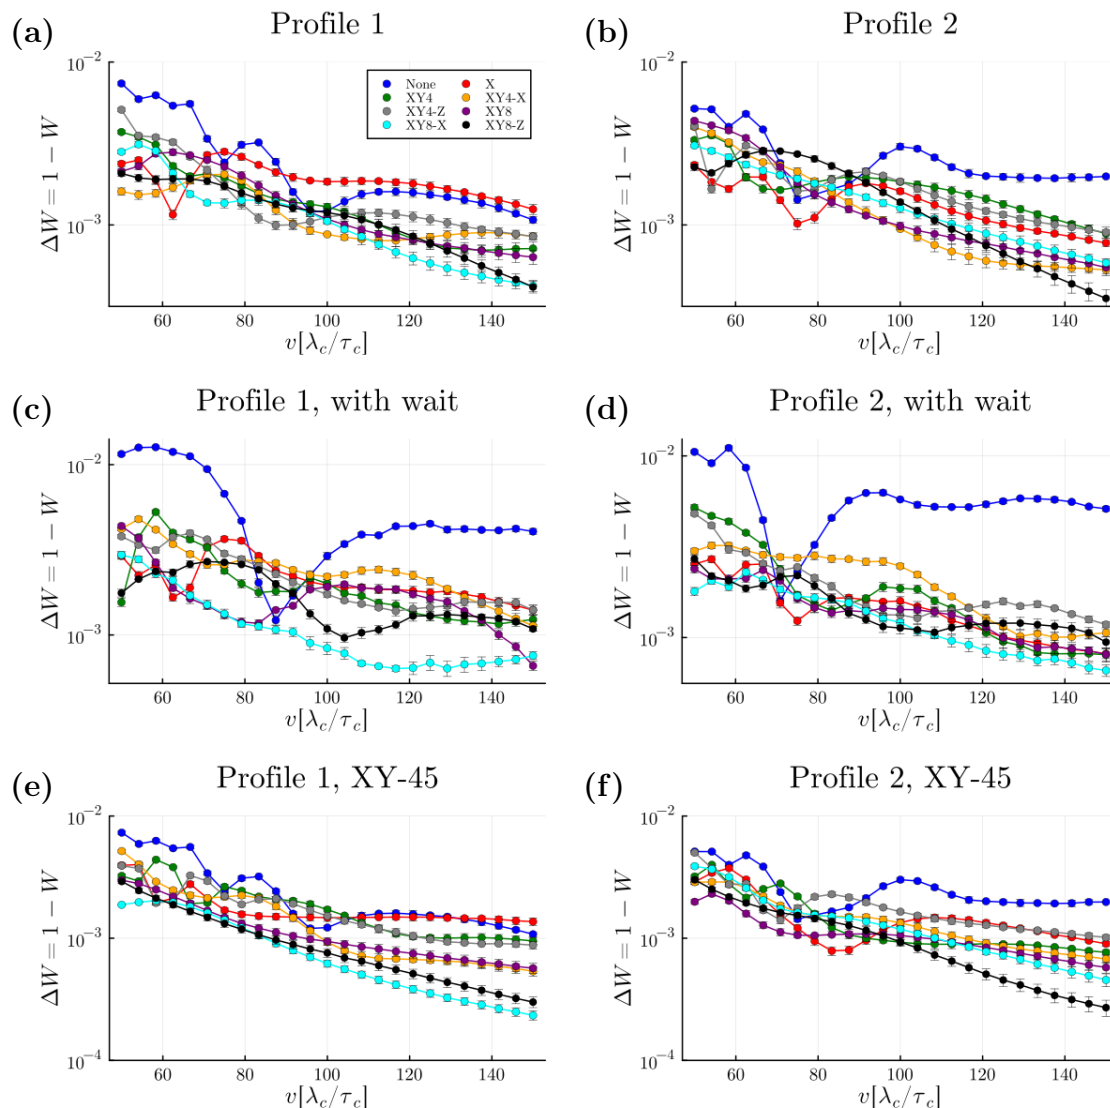 (a) Profile 1
10⁻²
None X
XY4 XY4-X
XY4-Z XY8
XY8-X XY8-Z
ΔW = 1 − W
10⁻³
60 80 100 120 140
v[λ_c/τ_c]
(b) Profile 2
10⁻²
ΔW = 1 − W
10⁻³
60 80 100 120 140
v[λ_c/τ_c]
(c) Profile 1, with wait
10⁻²
ΔW = 1 − W
10⁻³
60 80 100 120 140
v[λ_c/τ_c]
(d) Profile 2, with wait
10⁻²
ΔW = 1 − W
10⁻³
60 80 100 120 140
v[λ_c/τ_c]
(e) Profile 1, XY-45
10⁻²
ΔW = 1 − W
10⁻³
10⁻⁴
60 80 100 120 140
v[λ_c/τ_c]
(f) Profile 2, XY-45
10⁻²
ΔW = 1 − W
10⁻³
10⁻⁴
60 80 100 120 140
v[λ_c/τ_c]